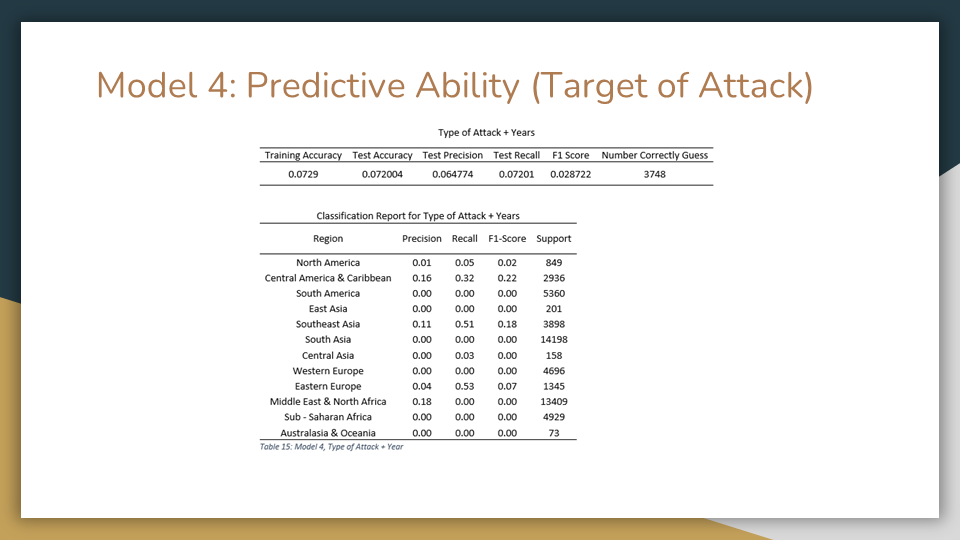 Model 4: Predictive Ability (Target of Attack)
Type of Attack + Years
Training Accuracy Test Accuracy Test Precision Test Recall F1 Score Number Correctly Guess
0.0729 0.072004 0.064774 0.07201 0.028722 3748
Classification Report for Type of Attack + Years
Region Precision Recall F1-Score Support
North America 0.01 0.05 0.02 849
Central America & Caribbean 0.16 0.32 0.22 2936
South America 0.00 0.00 0.00 5360
East Asia 0.00 0.00 0.00 201
Southeast Asia 0.11 0.51 0.18 3898
South Asia 0.00 0.00 0.00 14198
Central Asia 0.00 0.03 0.00 158
Western Europe 0.00 0.00 0.00 4696
Eastern Europe 0.04 0.53 0.07 1345
Middle East & North Africa 0.18 0.00 0.00 13409
Sub - Saharan Africa 0.00 0.00 0.00 4929
Australasia & Oceania 0.00 0.00 0.00 73
Table 15: Model 4, Type of Attack + Year